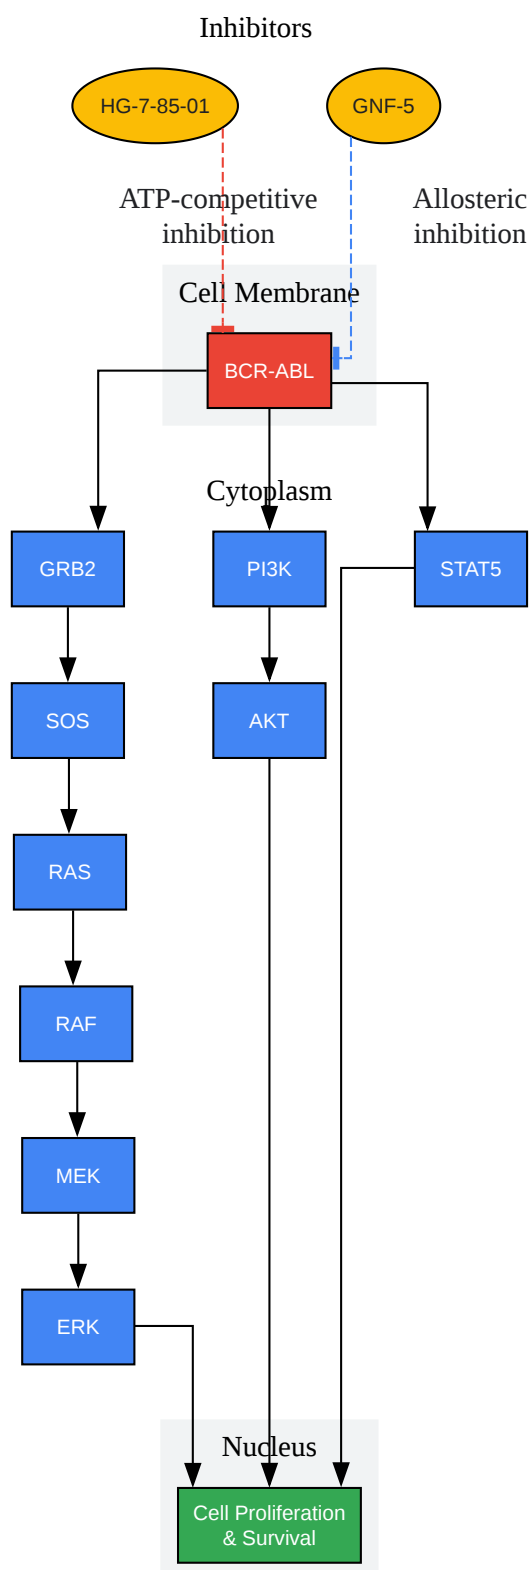 Inhibitors
HG-7-85-01
GNF-5
ATP-competitive
inhibition
Allosteric
inhibition
Cell Membrane
BCR-ABL
Cytoplasm
GRB2
PI3K
STAT5
SOS
AKT
RAS
RAF
MEK
ERK
Nucleus
Cell Proliferation
& Survival